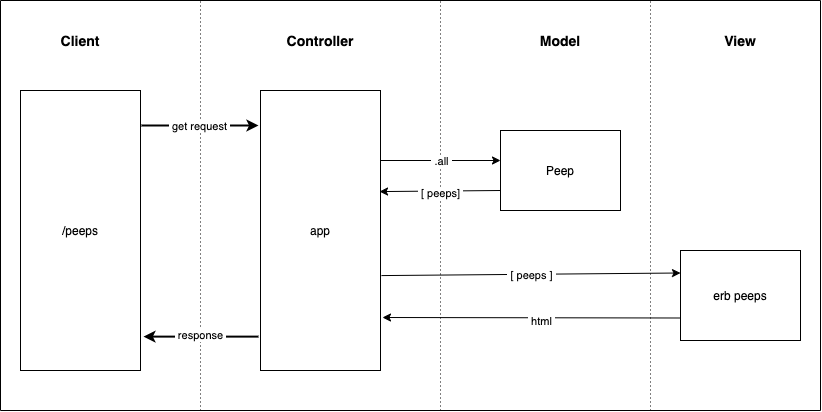 Client
Controller
Model
View
get request
.all
Peep
[ peeps]
/peeps
app
[ peeps ]
erb peeps
html
response